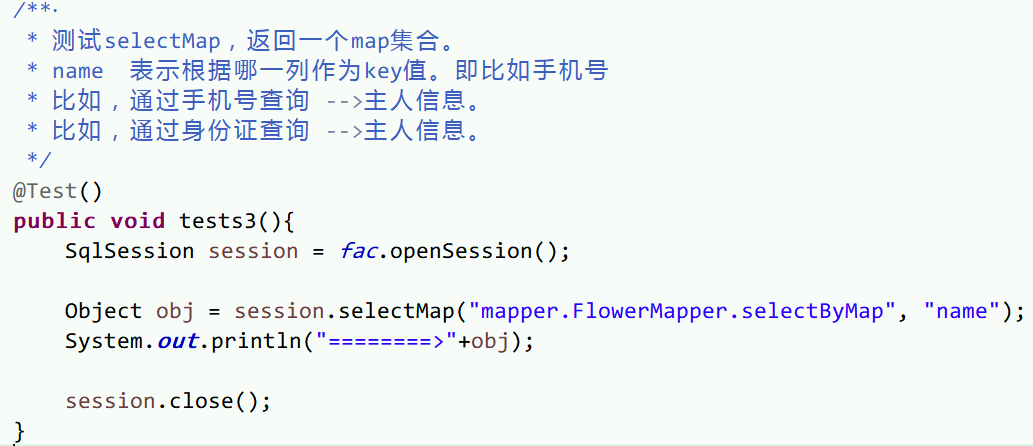 /**
 * 测试selectMap，返回一个map集合。
 * name  表示根据哪一列作为key值。即比如手机号
 * 比如，通过手机号查询 -->主人信息。
 * 比如，通过身份证查询 -->主人信息。
 */
@Test()
public void tests3(){
    SqlSession session = fac.openSession();
    Object obj = session.selectMap("mapper.FlowerMapper.selectByMap", "name");
    System.out.println("========>"+obj);
    session.close();
}